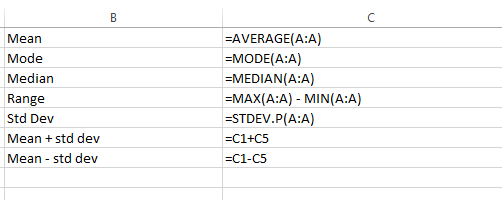 B C
Mean =AVERAGE(A:A)
Mode =MODE(A:A)
Median =MEDIAN(A:A)
Range =MAX(A:A) - MIN(A:A)
Std Dev =STDEV.P(A:A)
Mean + std dev =C1+C5
Mean - std dev =C1-C5